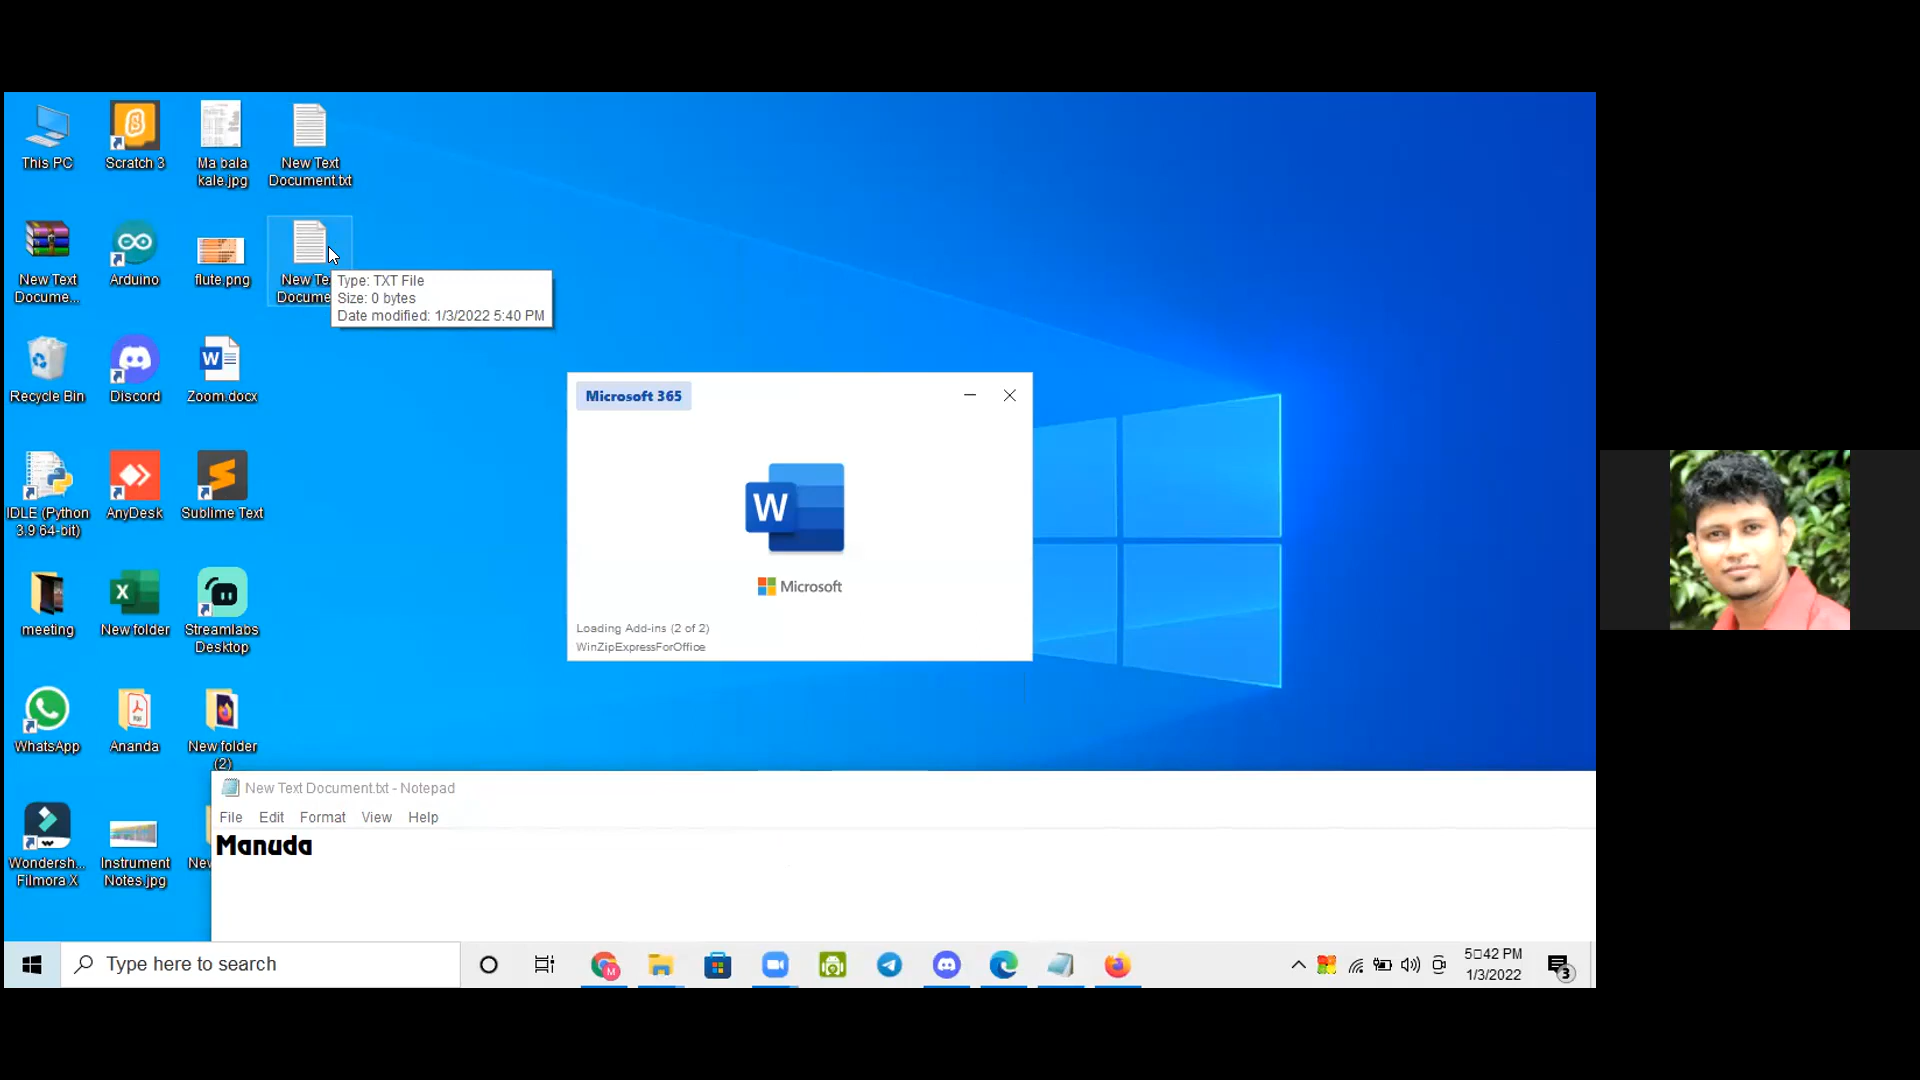 This PC
Scratch 3
Ma bala
kale.jpg
New Text
Document.txt
New Text
Docume...
Arduino
flute.png
New Te
Docume
Type: TXT File
Size: 0 bytes
Date modified: 1/3/2022 5:40 PM
Recycle Bin
Discord
Zoom.docx
Microsoft 365
W
Microsoft
Loading Add-ins (2 of 2)
WinZipExpressForOffice
IDLE (Python
3.9 64-bit)
AnyDesk
Sublime Text
meeting
New folder
Streamlabs
Desktop
WhatsApp
Ananda
New folder
(2)
Wondersh...
Filmora X
Instrument
Notes.jpg
New
New Text Document.txt - Notepad
File Edit Format View Help
Manuda
Type here to search
5□42 PM
1/3/2022
3